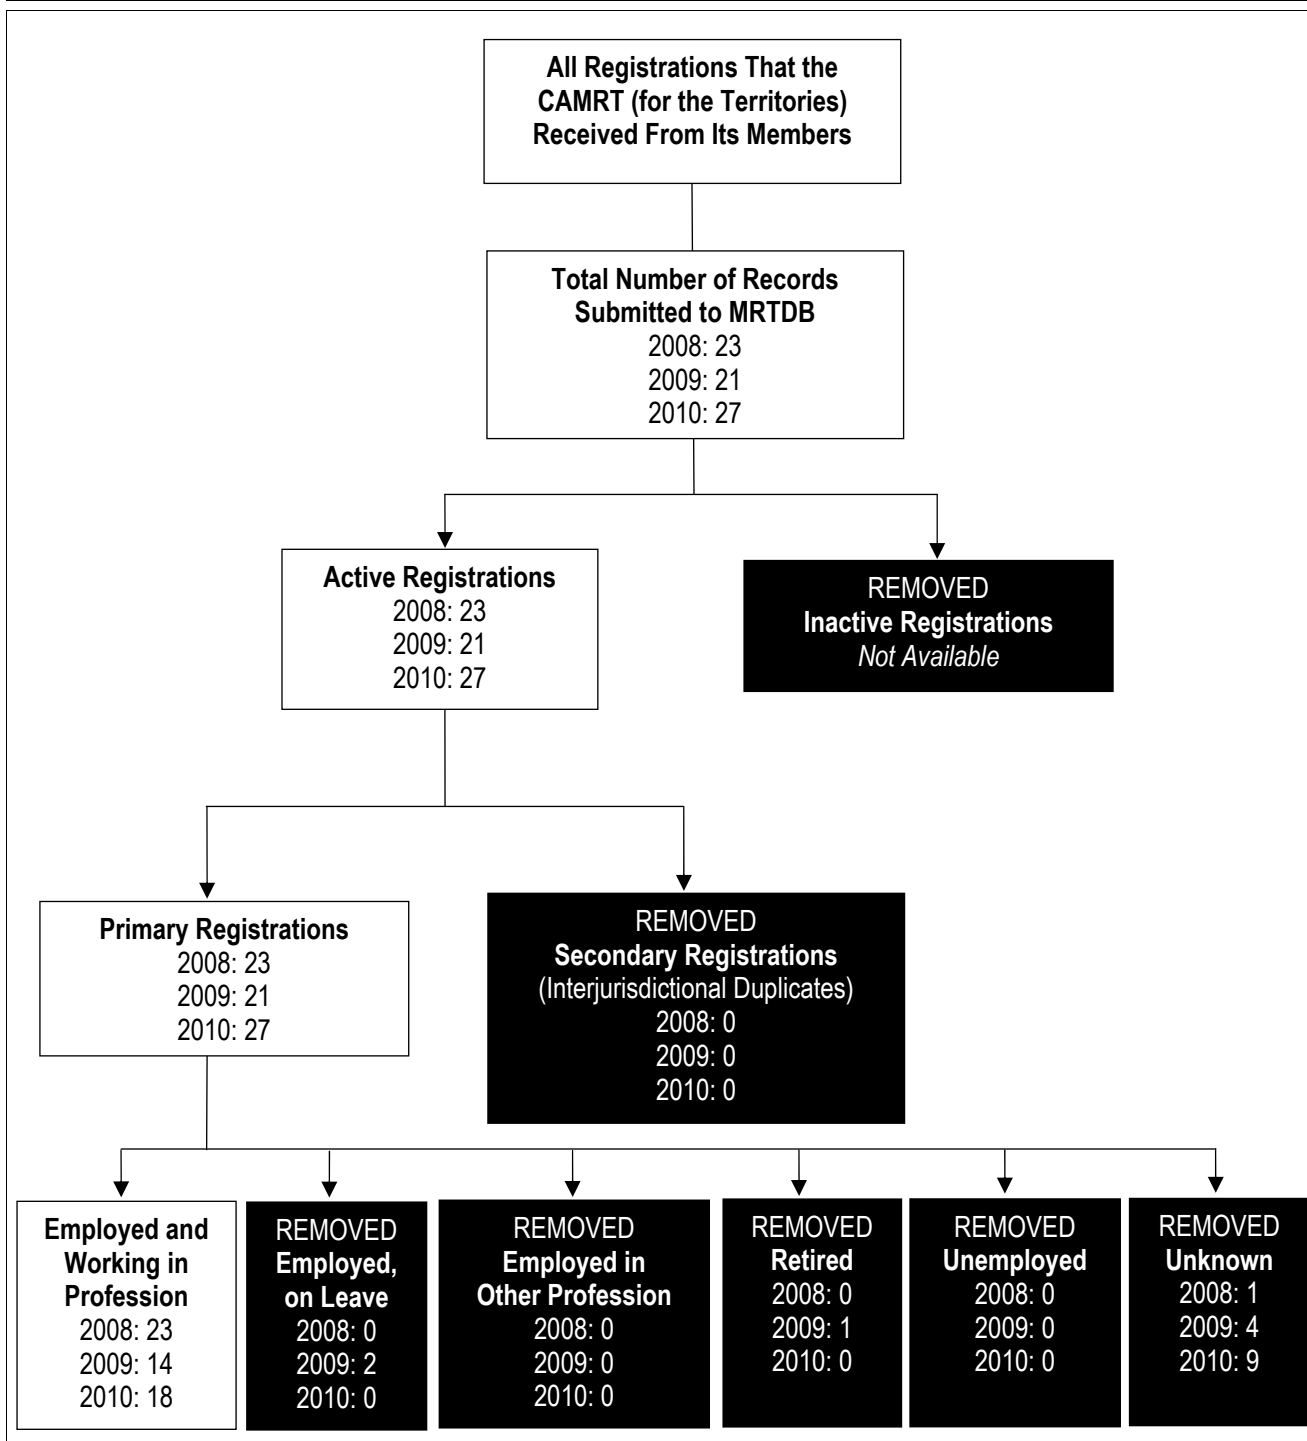 All Registrations That the
CAMRT (for the Territories)
Received From Its Members
Total Number of Records
Submitted to MRTDB
2008: 23
2009: 21
2010: 27
Active Registrations
2008: 23
2009: 21
2010: 27
REMOVED
Inactive Registrations
Not Available
Primary Registrations
2008: 23
2009: 21
2010: 27
REMOVED
Secondary Registrations
(Interjurisdictional Duplicates)
2008: 0
2009: 0
2010: 0
Employed and
Working in
Profession
2008: 23
2009: 14
2010: 18
REMOVED
Employed,
on Leave
2008: 0
2009: 2
2010: 0
REMOVED
Employed in
Other Profession
2008: 0
2009: 0
2010: 0
REMOVED
Retired
2008: 0
2009: 1
2010: 0
REMOVED
Unemployed
2008: 0
2009: 0
2010: 0
REMOVED
Unknown
2008: 1
2009: 4
2010: 9